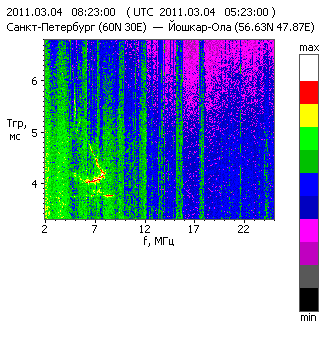 2011.03.04 08:23:00 ( UTC 2011.03.04 05:23:00 )
Санкт-Петербург (60N 30E) — Йошкар-Ола (56.63N 47.87E)
max
6
Tгр,
мс
5
4
2 7 12 17 22
f, МГц
min